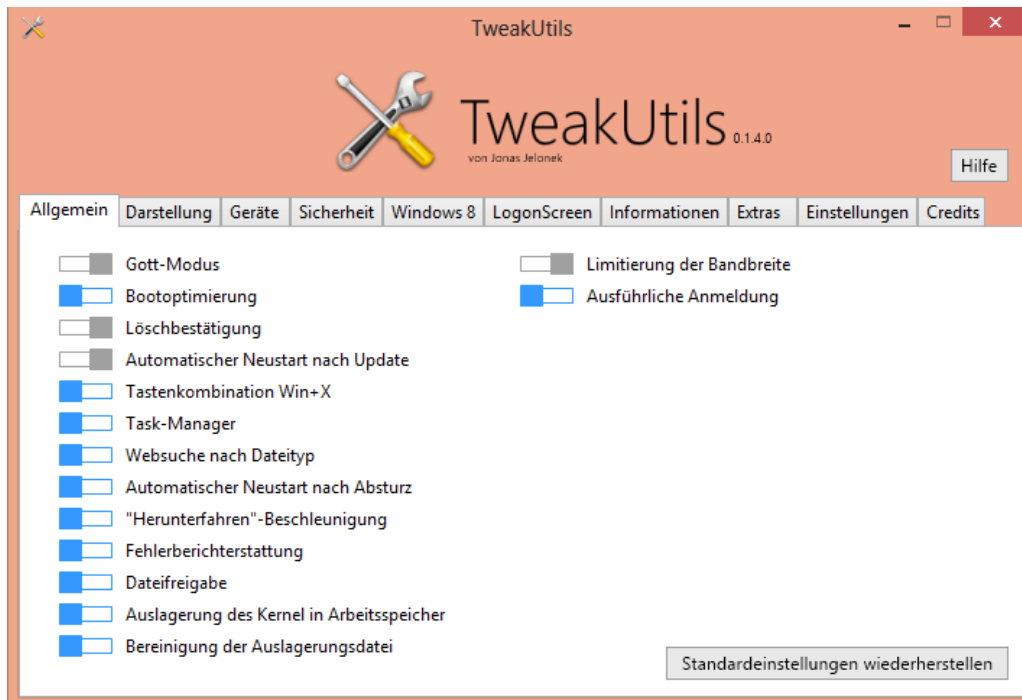 TweakUtils
TweakUtils 0.1.4.0
von Jonas Jelonek
Hilfe
Allgemein Darstellung Geräte Sicherheit Windows 8 LogonScreen Informationen Extras Einstellungen Credits
Gott-Modus
Bootoptimierung
Löschbestätigung
Automatischer Neustart nach Update
Tastenkombination Win+X
Task-Manager
Websuche nach Dateityp
Automatischer Neustart nach Absturz
"Herunterfahren"-Beschleunigung
Fehlerberichterstattung
Dateifreigabe
Auslagerung des Kernel in Arbeitsspeicher
Bereinigung der Auslagerungsdatei
Limitierung der Bandbreite
Ausführliche Anmeldung
Standardeinstellungen wiederherstellen